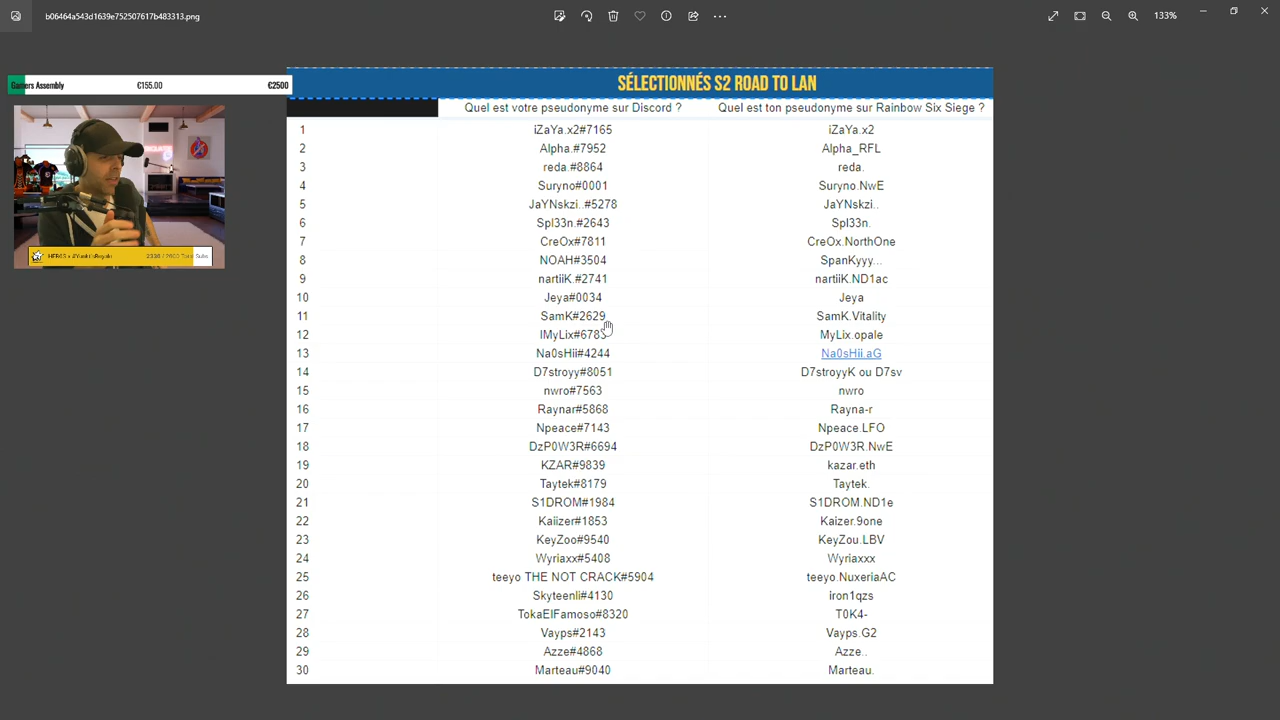 b06464a543d1639e752507617b483313.png
133%
Gamers Assembly €155.00 €2500
SÉLECTIONNÉS S2 ROAD TO LAN
Quel est votre pseudonyme sur Discord ? Quel est ton pseudonyme sur Rainbow Six Siege ?
1 iZaYa.x2#7165 iZaYa.x2
2 Alpha.#7952 Alpha_RFL
3 reda.#8864 reda.
4 Suryno#0001 Suryno.NwE
5 JaYNskzi..#5278 JaYNskzi..
6 Spl33n.#2643 Spl33n.
7 CreOx#7811 CreOx.NorthOne
8 NOAH#3504 SpanKyyy...
9 nartiiK.#2741 nartiiK.ND1ac
10 Jeya#0034 Jeya
11 SamK#2629 SamK.Vitality
12 MyLix.opale
13 Na0sHii#4244 Na0sHii.aG
14 D7stroyy#8051 D7stroyyK ou D7sv
15 nwro#7563 nwro
16 Raynar#5868 Rayna-r
17 Npeace#7143 Npeace.LFO
18 DzP0W3R#6694 DzP0W3R.NwE
19 KZAR#9839 kazar.eth
20 Taytek#8179 Taytek.
21 S1DROM#1984 S1DROM.ND1e
22 Kaiizer#1853 Kaizer.9one
23 KeyZoo#9540 KeyZou.LBV
24 Wyriaxx#5408 Wyriaxxx
25 teeyo THE NOT CRACK#5904 teeyo.NuxeriaAC
26 Skyteenli#4130 iron1qzs
27 TokaElFamoso#8320 T0K4-
28 Vayps#2143 Vayps.G2
29 Azze#4868 Azze..
30 Marteau#9040 Marteau.